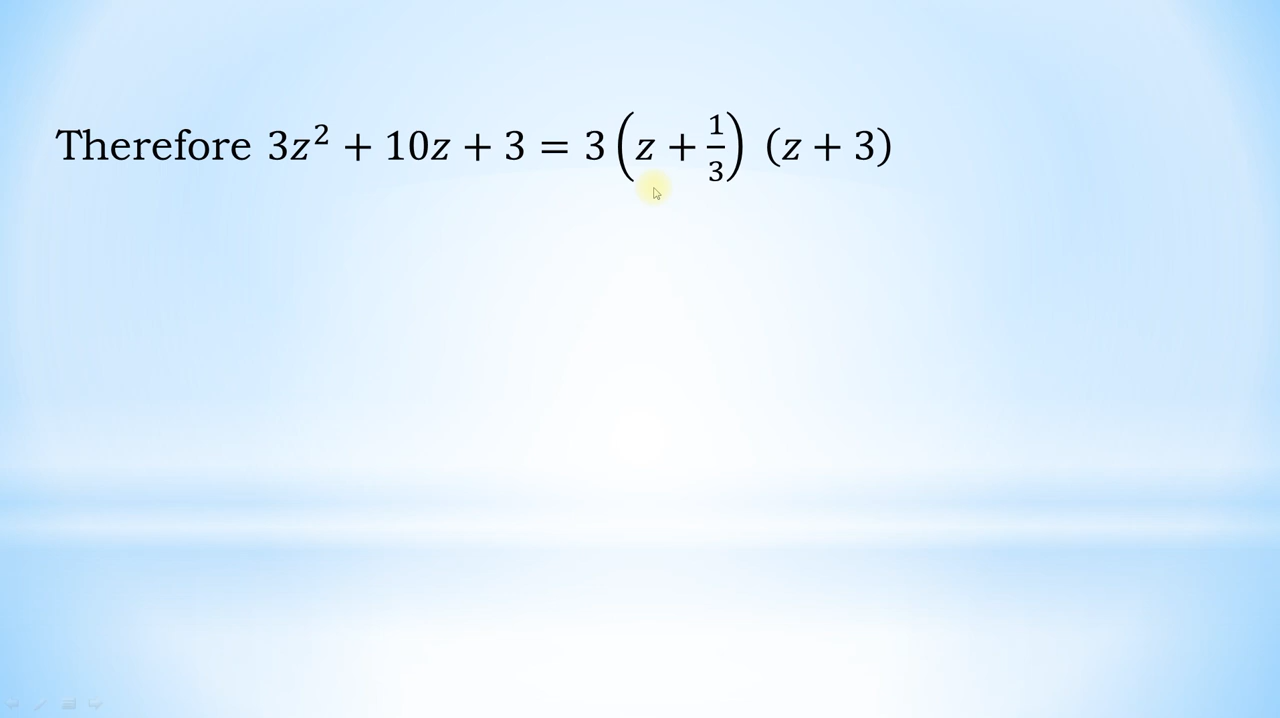 Therefore 3z² + 10z + 3 = 3 (z + 1/3) (z + 3)